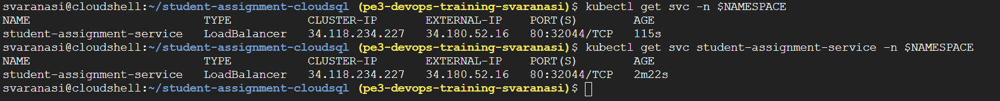 svaranasi@cloudshell:~/student-assignment-cloudsql (pe3-devops-training-svaranasi)$ kubectl get svc -n $NAMESPACE
NAME                         TYPE           CLUSTER-IP       EXTERNAL-IP    PORT(S)        AGE
student-assignment-service   LoadBalancer   34.118.234.227   34.180.52.16   80:32044/TCP   115s
svaranasi@cloudshell:~/student-assignment-cloudsql (pe3-devops-training-svaranasi)$ kubectl get svc student-assignment-service -n $NAMESPACE
NAME                         TYPE           CLUSTER-IP       EXTERNAL-IP    PORT(S)        AGE
student-assignment-service   LoadBalancer   34.118.234.227   34.180.52.16   80:32044/TCP   2m22s
svaranasi@cloudshell:~/student-assignment-cloudsql (pe3-devops-training-svaranasi)$